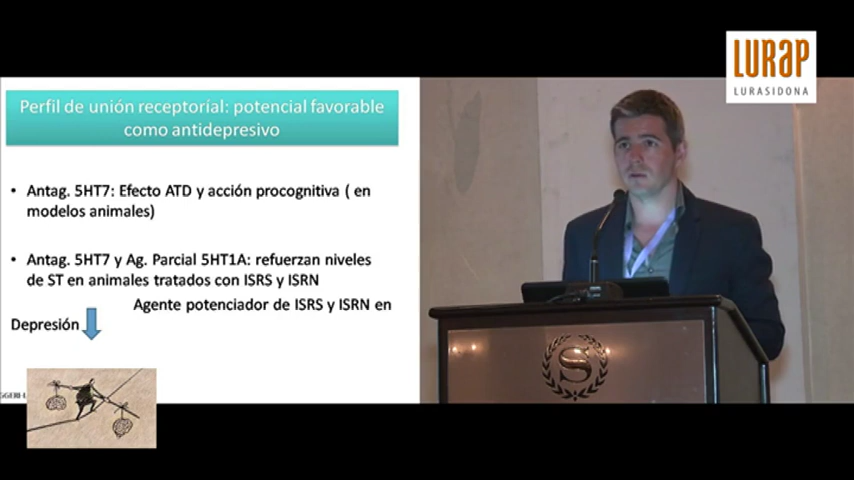 LURAP
LURASIDONA
Perfil de unión receptorial: potencial favorable
como antidepresivo
• Antag. 5HT7: Efecto ATD y acción procognitiva ( en
modelos animales)
• Antag. 5HT7 y Ag. Parcial 5HT1A: refuerzan niveles
de ST en animales tratados con ISRS y ISRN
Agente potenciador de ISRS y ISRN en
Depresión
S